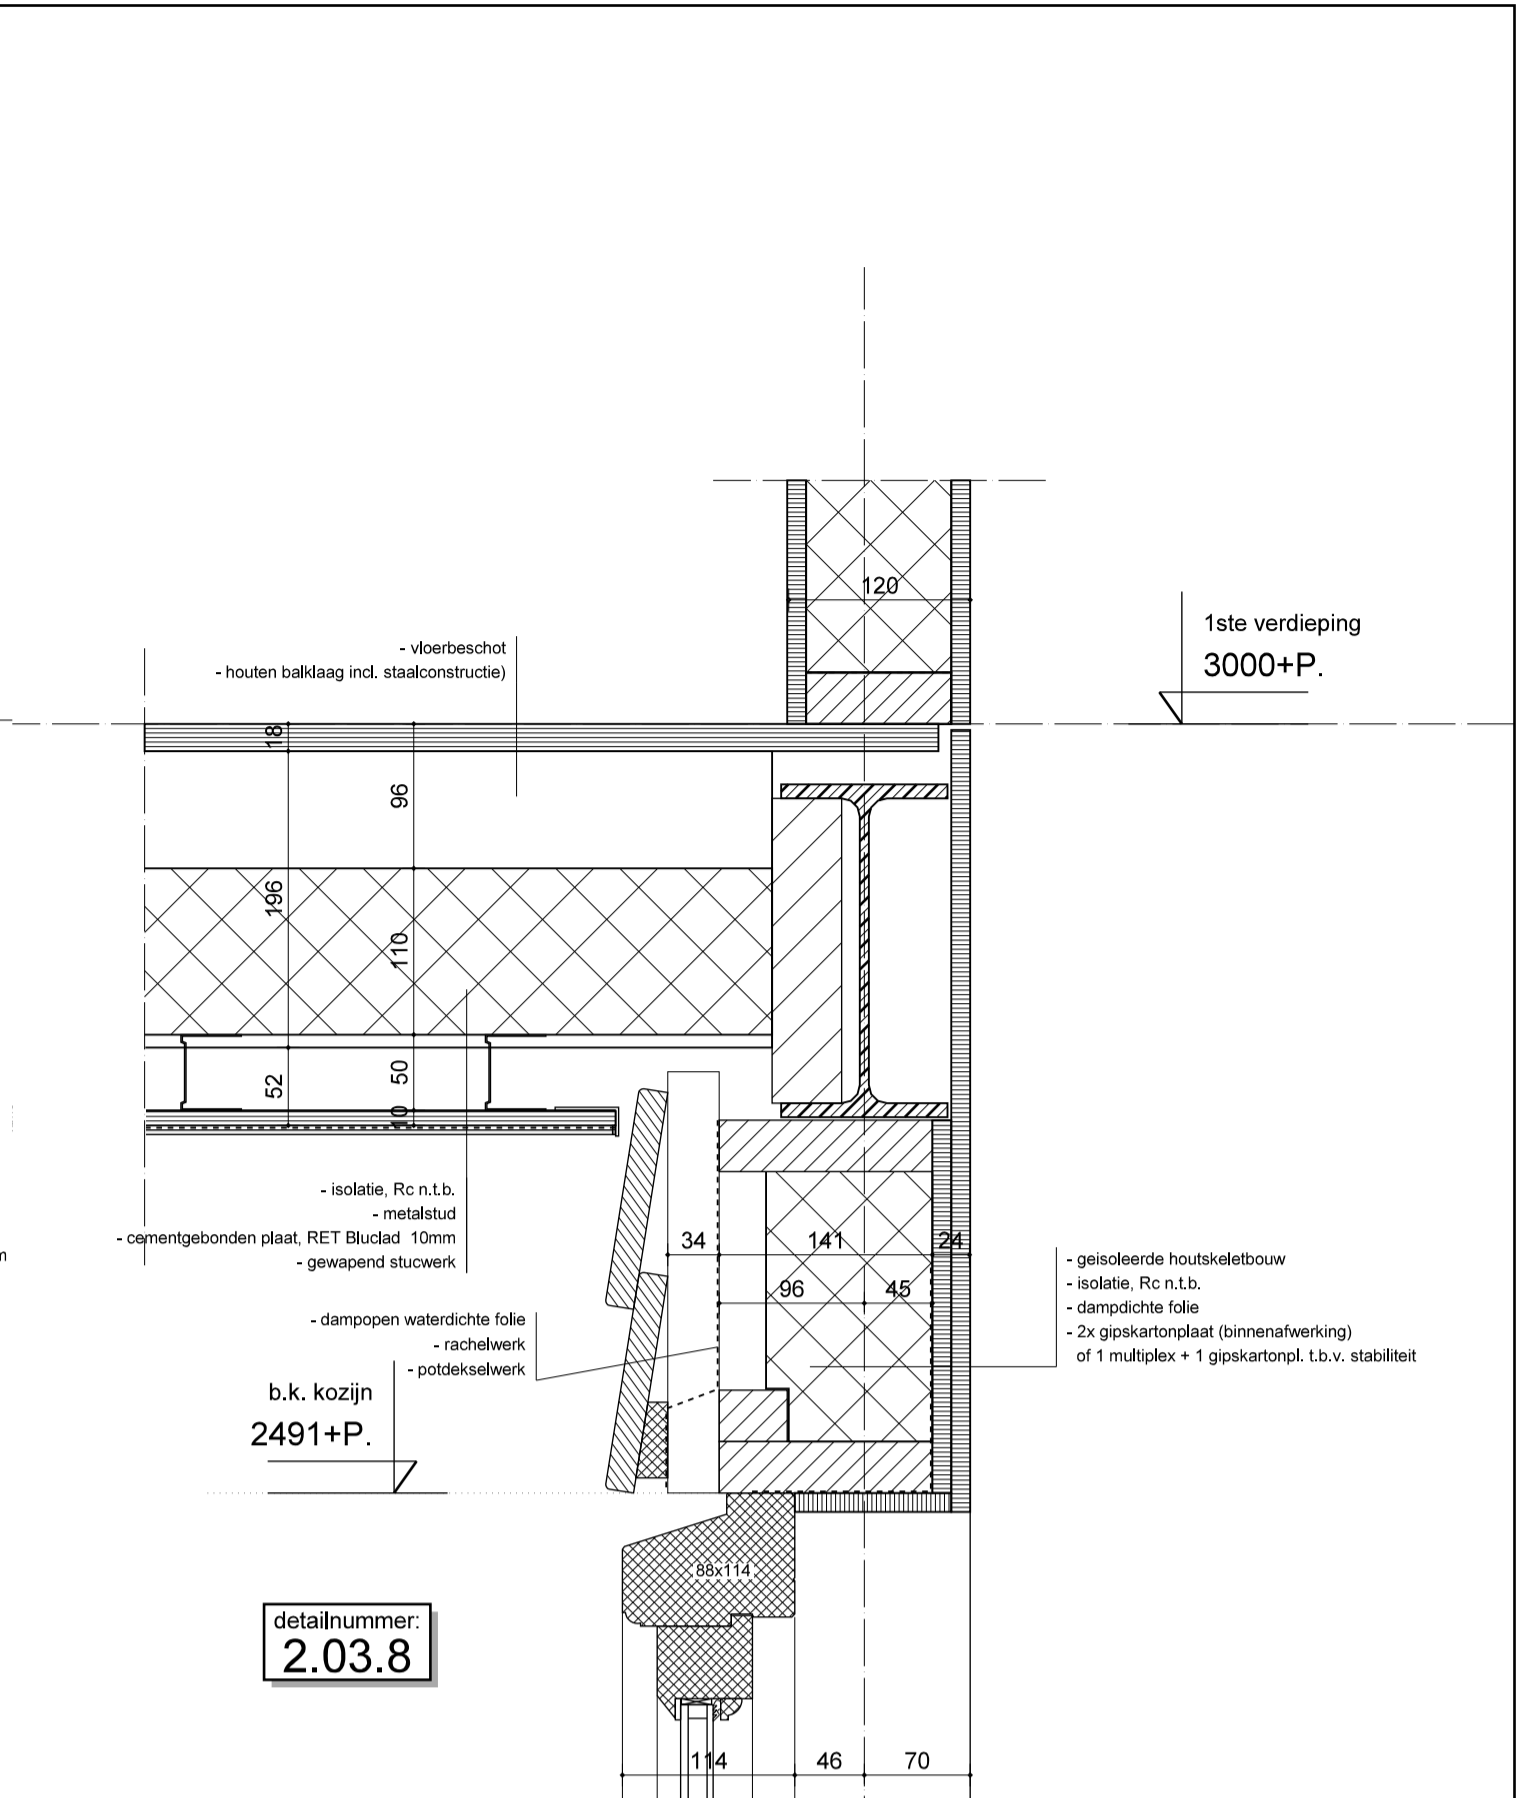 120
1ste verdieping
3000+P.
- vloerbeschot
- houten balklaag incl. staalconstructie)
18
96
196
110
52
50
10
- isolatie, Rc n.t.b.
- metalstud
- cementgebonden plaat, RET Bluclad 10mm
- gewapend stucwerk
m
34
141
24
96
45
- geisoleerde houtskeletbouw
- isolatie, Rc n.t.b.
- dampdichte folie
- 2x gipskartonplaat (binnenafwerking)
of 1 multiplex + 1 gipskartonpl. t.b.v. stabiliteit
- dampopen waterdichte folie
- rachelwerk
- potdekselwerk
b.k. kozijn
2491+P.
88x114
detailnummer:
2.03.8
114
46
70